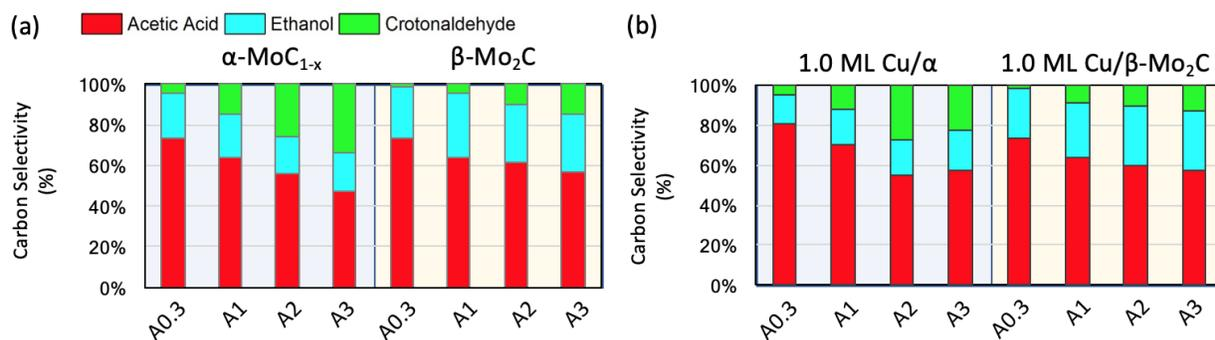 (a)
Acetic Acid Ethanol Crotonaldehyde
α-MoC1-x β-Mo2C
Carbon Selectivity
(%)
100%
80%
60%
40%
20%
0%
A0.3 A1 A2 A3 A0.3 A1 A2 A3
(b)
1.0 ML Cu/α 1.0 ML Cu/β-Mo2C
Carbon Selectivity
(%)
100%
80%
60%
40%
20%
0%
A0.3 A1 A2 A3 A0.3 A1 A2 A3